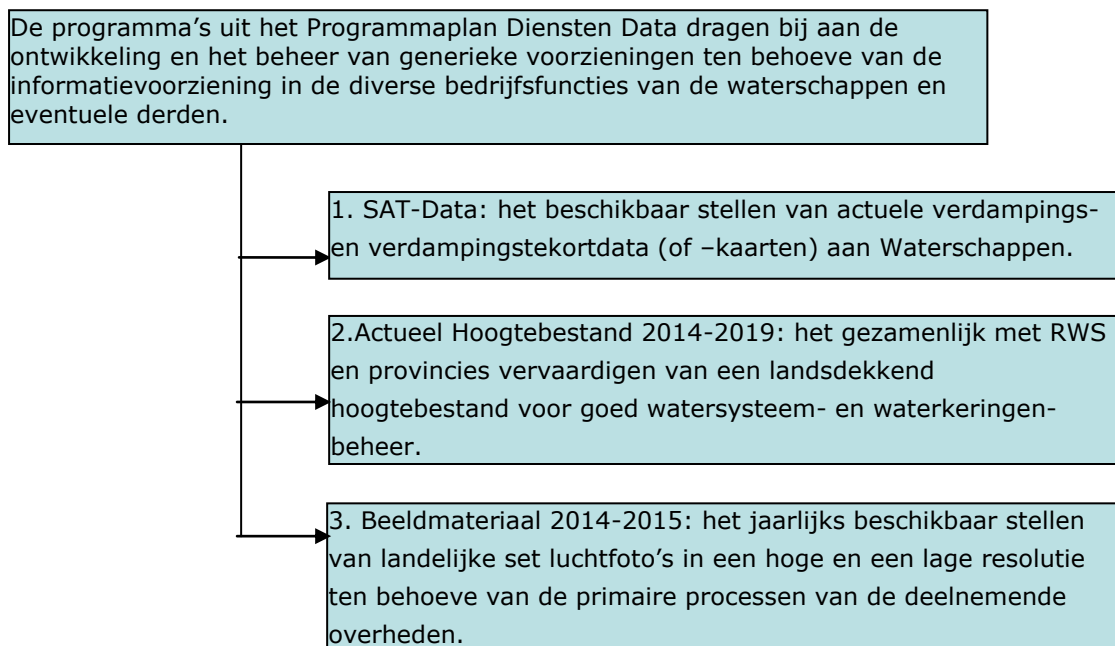 De programma’s uit het Programmaplan Diensten Data dragen bij aan de
ontwikkeling en het beheer van generieke voorzieningen ten behoeve van de
informatievoorziening in de diverse bedrijfsfuncties van de waterschappen en
eventuele derden.
1. SAT-Data: het beschikbaar stellen van actuele verdampings-
en verdampingstekortdata (of –kaarten) aan Waterschappen.
2.Actueel Hoogtebestand 2014-2019: het gezamenlijk met RWS
en provincies vervaardigen van een landsdekkend
hoogtebestand voor goed watersysteem- en waterkeringen-
beheer.
3. Beeldmateriaal 2014-2015: het jaarlijks beschikbaar stellen
van landelijke set luchtfoto’s in een hoge en een lage resolutie
ten behoeve van de primaire processen van de deelnemende
overheden.